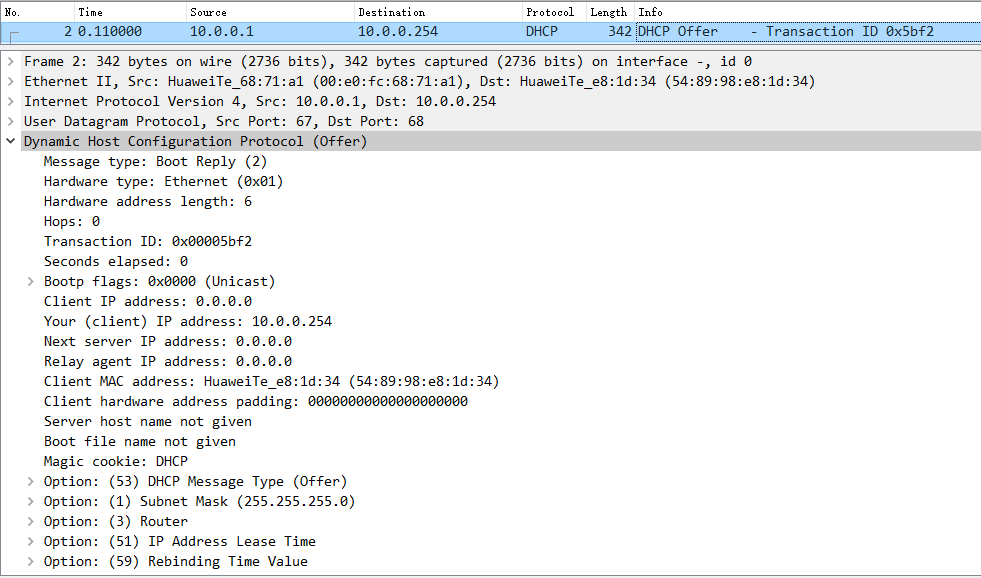 No. Time Source Destination Protocol Length Info
2 0.110000 10.0.0.1 10.0.0.254 DHCP 342 DHCP Offer - Transaction ID 0x5bf2
Frame 2: 342 bytes on wire (2736 bits), 342 bytes captured (2736 bits) on interface -, id 0
Ethernet II, Src: HuaweiTe_68:71:a1 (00:e0:fc:68:71:a1), Dst: HuaweiTe_e8:1d:34 (54:89:98:e8:1d:34)
Internet Protocol Version 4, Src: 10.0.0.1, Dst: 10.0.0.254
User Datagram Protocol, Src Port: 67, Dst Port: 68
Dynamic Host Configuration Protocol (Offer)
Message type: Boot Reply (2)
Hardware type: Ethernet (0x01)
Hardware address length: 6
Hops: 0
Transaction ID: 0x00005bf2
Seconds elapsed: 0
Bootp flags: 0x0000 (Unicast)
Client IP address: 0.0.0.0
Your (client) IP address: 10.0.0.254
Next server IP address: 0.0.0.0
Relay agent IP address: 0.0.0.0
Client MAC address: HuaweiTe_e8:1d:34 (54:89:98:e8:1d:34)
Client hardware address padding: 00000000000000000000
Server host name not given
Boot file name not given
Magic cookie: DHCP
Option: (53) DHCP Message Type (Offer)
Option: (1) Subnet Mask (255.255.255.0)
Option: (3) Router
Option: (51) IP Address Lease Time
Option: (59) Rebinding Time Value